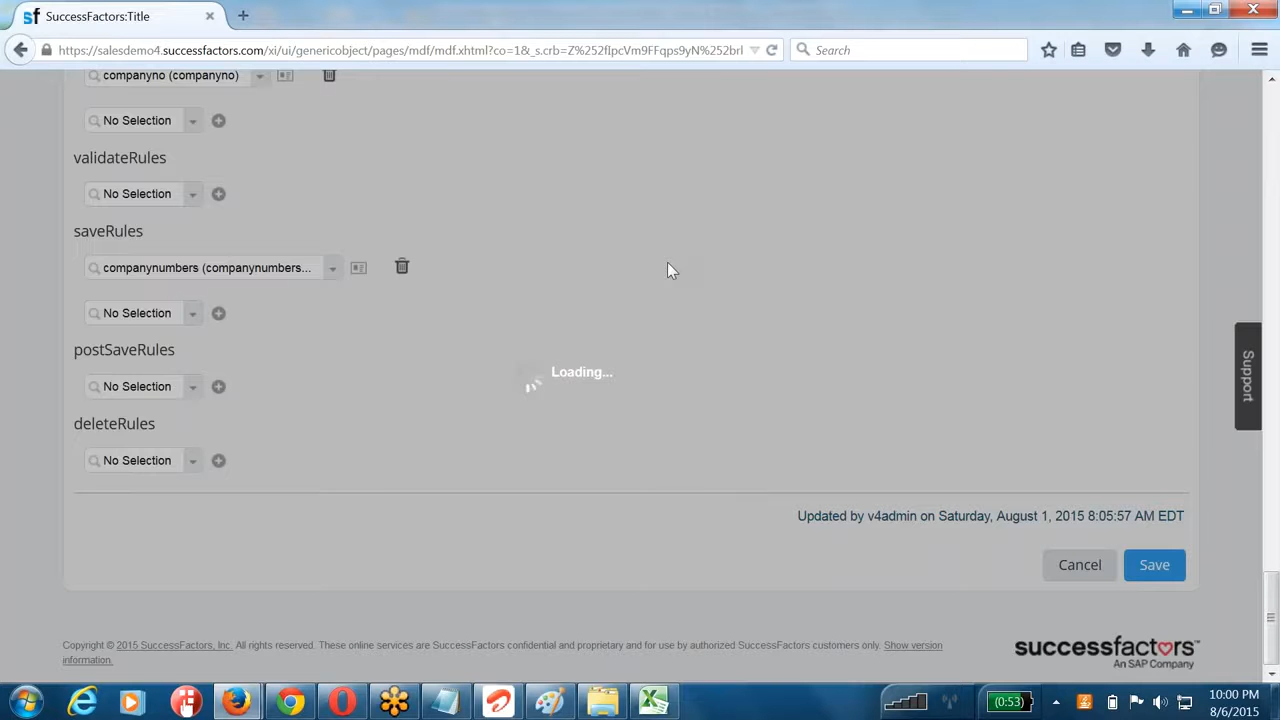 SuccessFactors:Title
https://salesdemo4.successfactors.com/xi/ui/genericobject/pages/mdf/mdf.xhtml?co=1&_s.crb=Z%252flpcVm9FFqps9yN%252brl
Search
companyno (companyno)
No Selection
validateRules
No Selection
saveRules
companynumbers (companynumbers...
No Selection
postSaveRules
Loading...
No Selection
deleteRules
No Selection
Support
Updated by v4admin on Saturday, August 1, 2015 8:05:57 AM EDT
Cancel
Save
Copyright © 2015 SuccessFactors, Inc. All rights reserved. These online services are SuccessFactors confidential and proprietary and for use by authorized SuccessFactors customers only. Show version
information.
successfactors™
An SAP Company
(0:53)
10:00 PM
8/6/2015